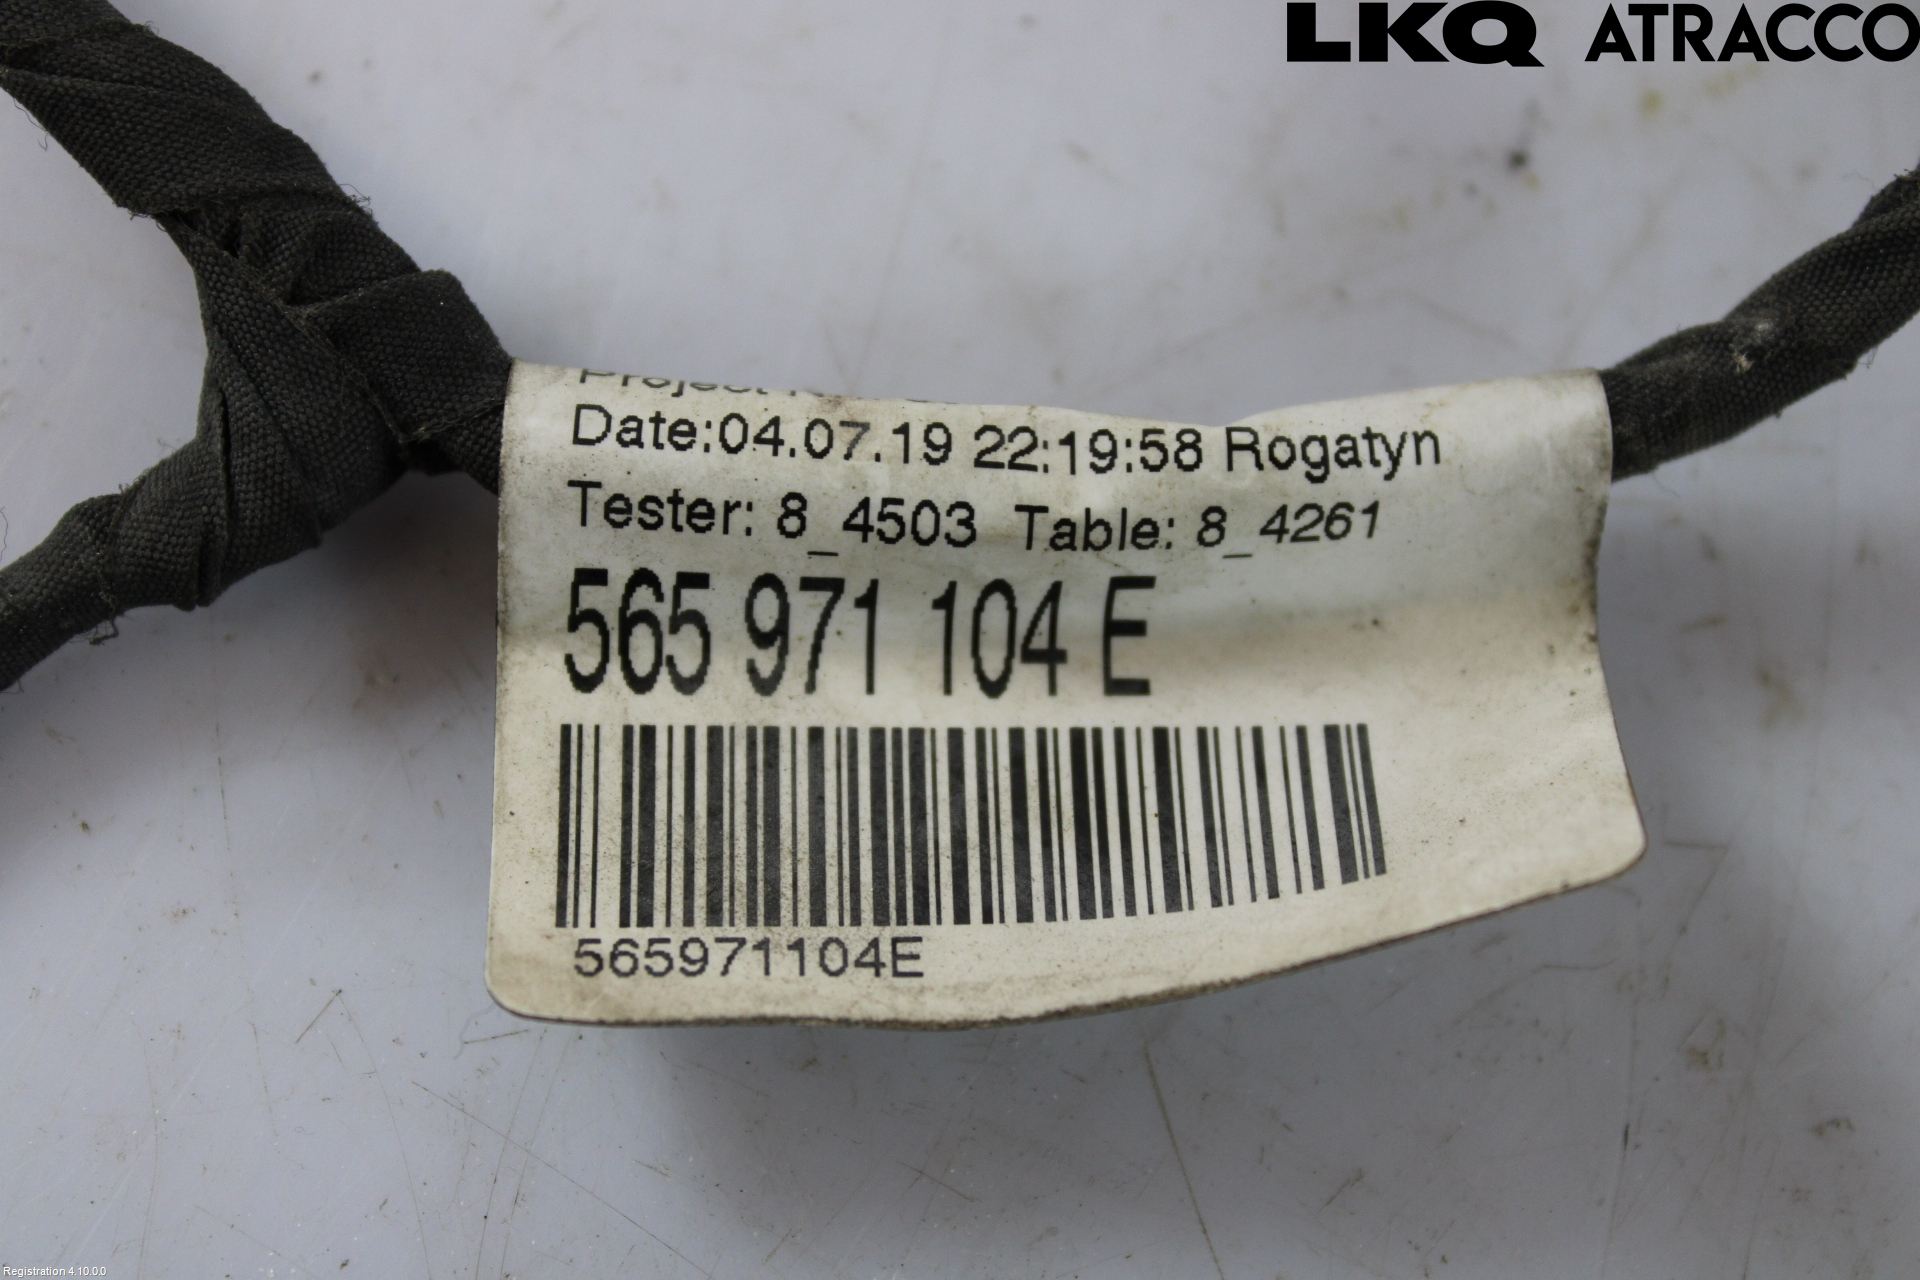 LKQ ATRACCO
Project
Date:04.07.19 22:19:58 Rogatyn
Tester: 8_4503 Table: 8_4261
565 971 104 E
565971104E
Registration 4.10.0.0